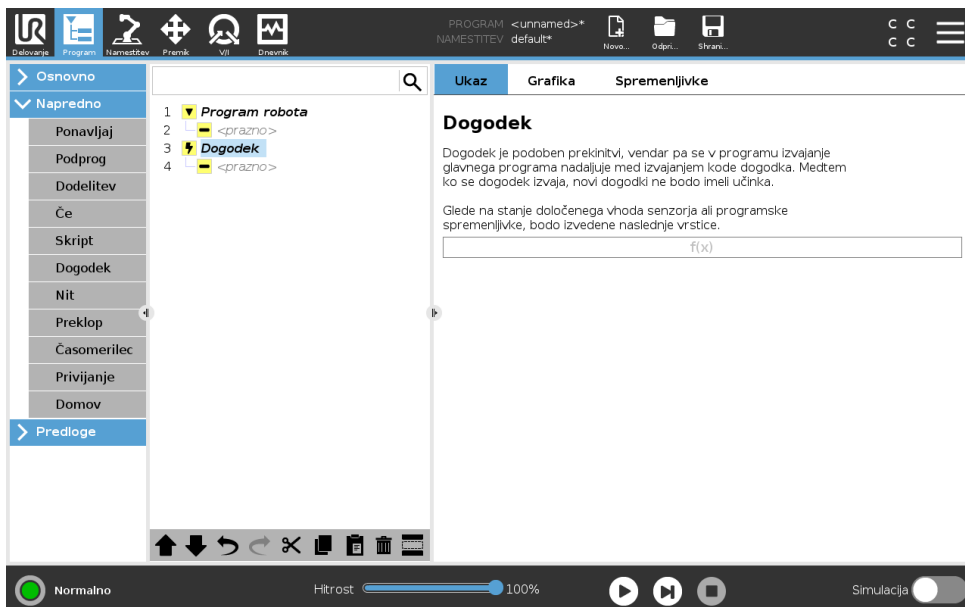 PROGRAM <unnamed>*
NAMESTITEV default*
C C
C C
Delovanje Program Namestitev Premik V/I Dnevnik Novo... Odpri... Shrani...
Osnovno
Napredno
Ponavljaj
Podprog
Dodelitev
Če
Skript
Dogodek
Nit
Preklop
Časomerilec
Privijanje
Domov
Predloge
1 Program robota
2 <prazno>
3 Dogodek
4 <prazno>
Ukaz Grafika Spremenljivke
Dogodek
Dogodek je podoben prekinitvi, vendar pa se v programu izvajanje
glavnega programa nadaljuje med izvajanjem kode dogodka. Medtem
ko se dogodek izvaja, novi dogodki ne bodo imeli učinka.
Glede na stanje določenega vhoda senzorja ali programske
spremenljivke, bodo izvedene naslednje vrstice.
f(x)
Normalno
Hitrost 100%
Simulacija